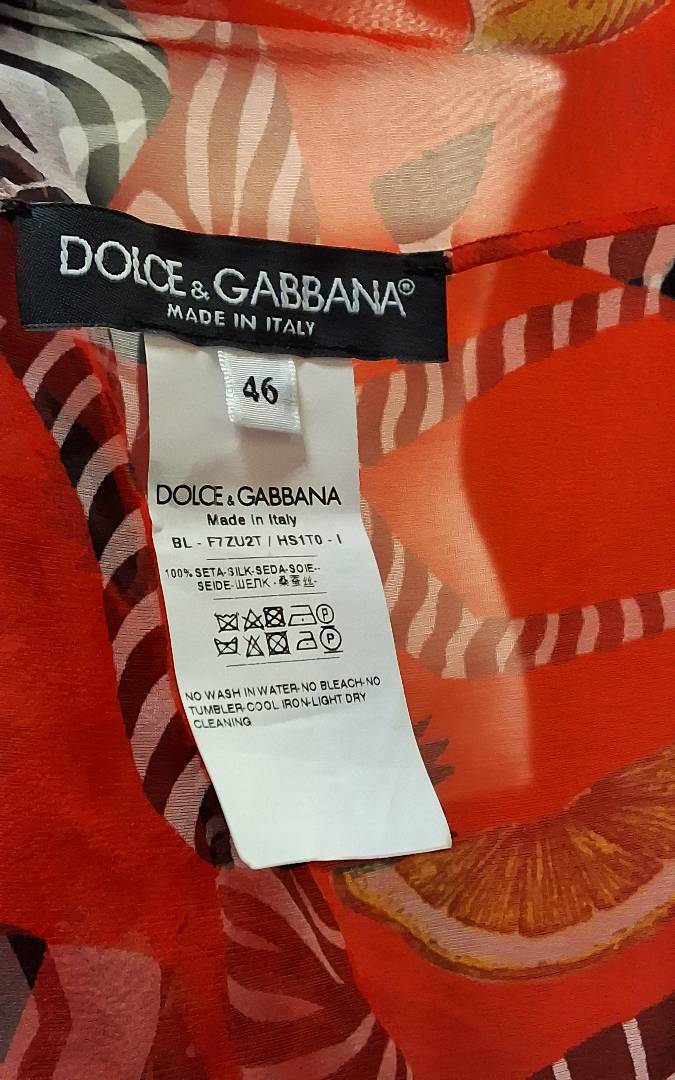 DOLCE & GABBANA®
MADE IN ITALY
46
DOLCE & GABBANA
Made in Italy
BL - F7ZU2T / HS1T0 - I
100% SETA-SILK-SEDA-SOIE-
SEIDE-ШЕЛК-桑蚕丝-
P
P
NO WASH IN WATER-NO BLEACH-NO
TUMBLER-COOL IRON-LIGHT DRY
CLEANING